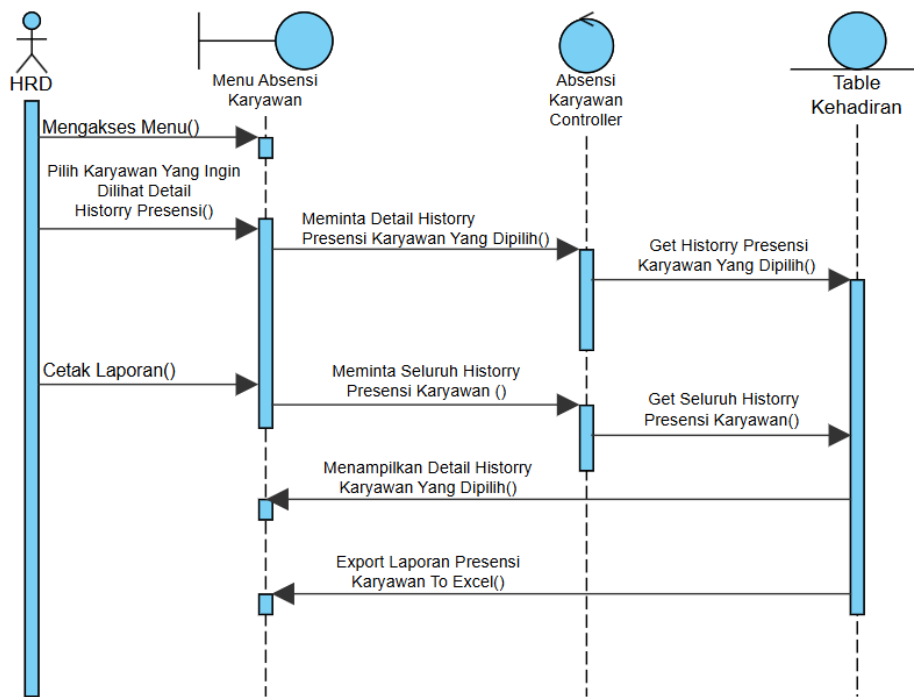 HRD
Menu Absensi
Karyawan
Absensi
Karyawan
Controller
Table
Kehadiran
Mengakses Menu()
Pilih Karyawan Yang Ingin
Dilihat Detail
Historry Presensi()
Meminta Detail Historry
Presensi Karyawan Yang Dipilih()
Get Historry Presensi
Karyawan Yang Dipilih()
Cetak Laporan()
Meminta Seluruh Historry
Presensi Karyawan ()
Get Seluruh Historry
Presensi Karyawan()
Menampilkan Detail Historry
Karyawan Yang Dipilih()
Export Laporan Presensi
Karyawan To Excel()